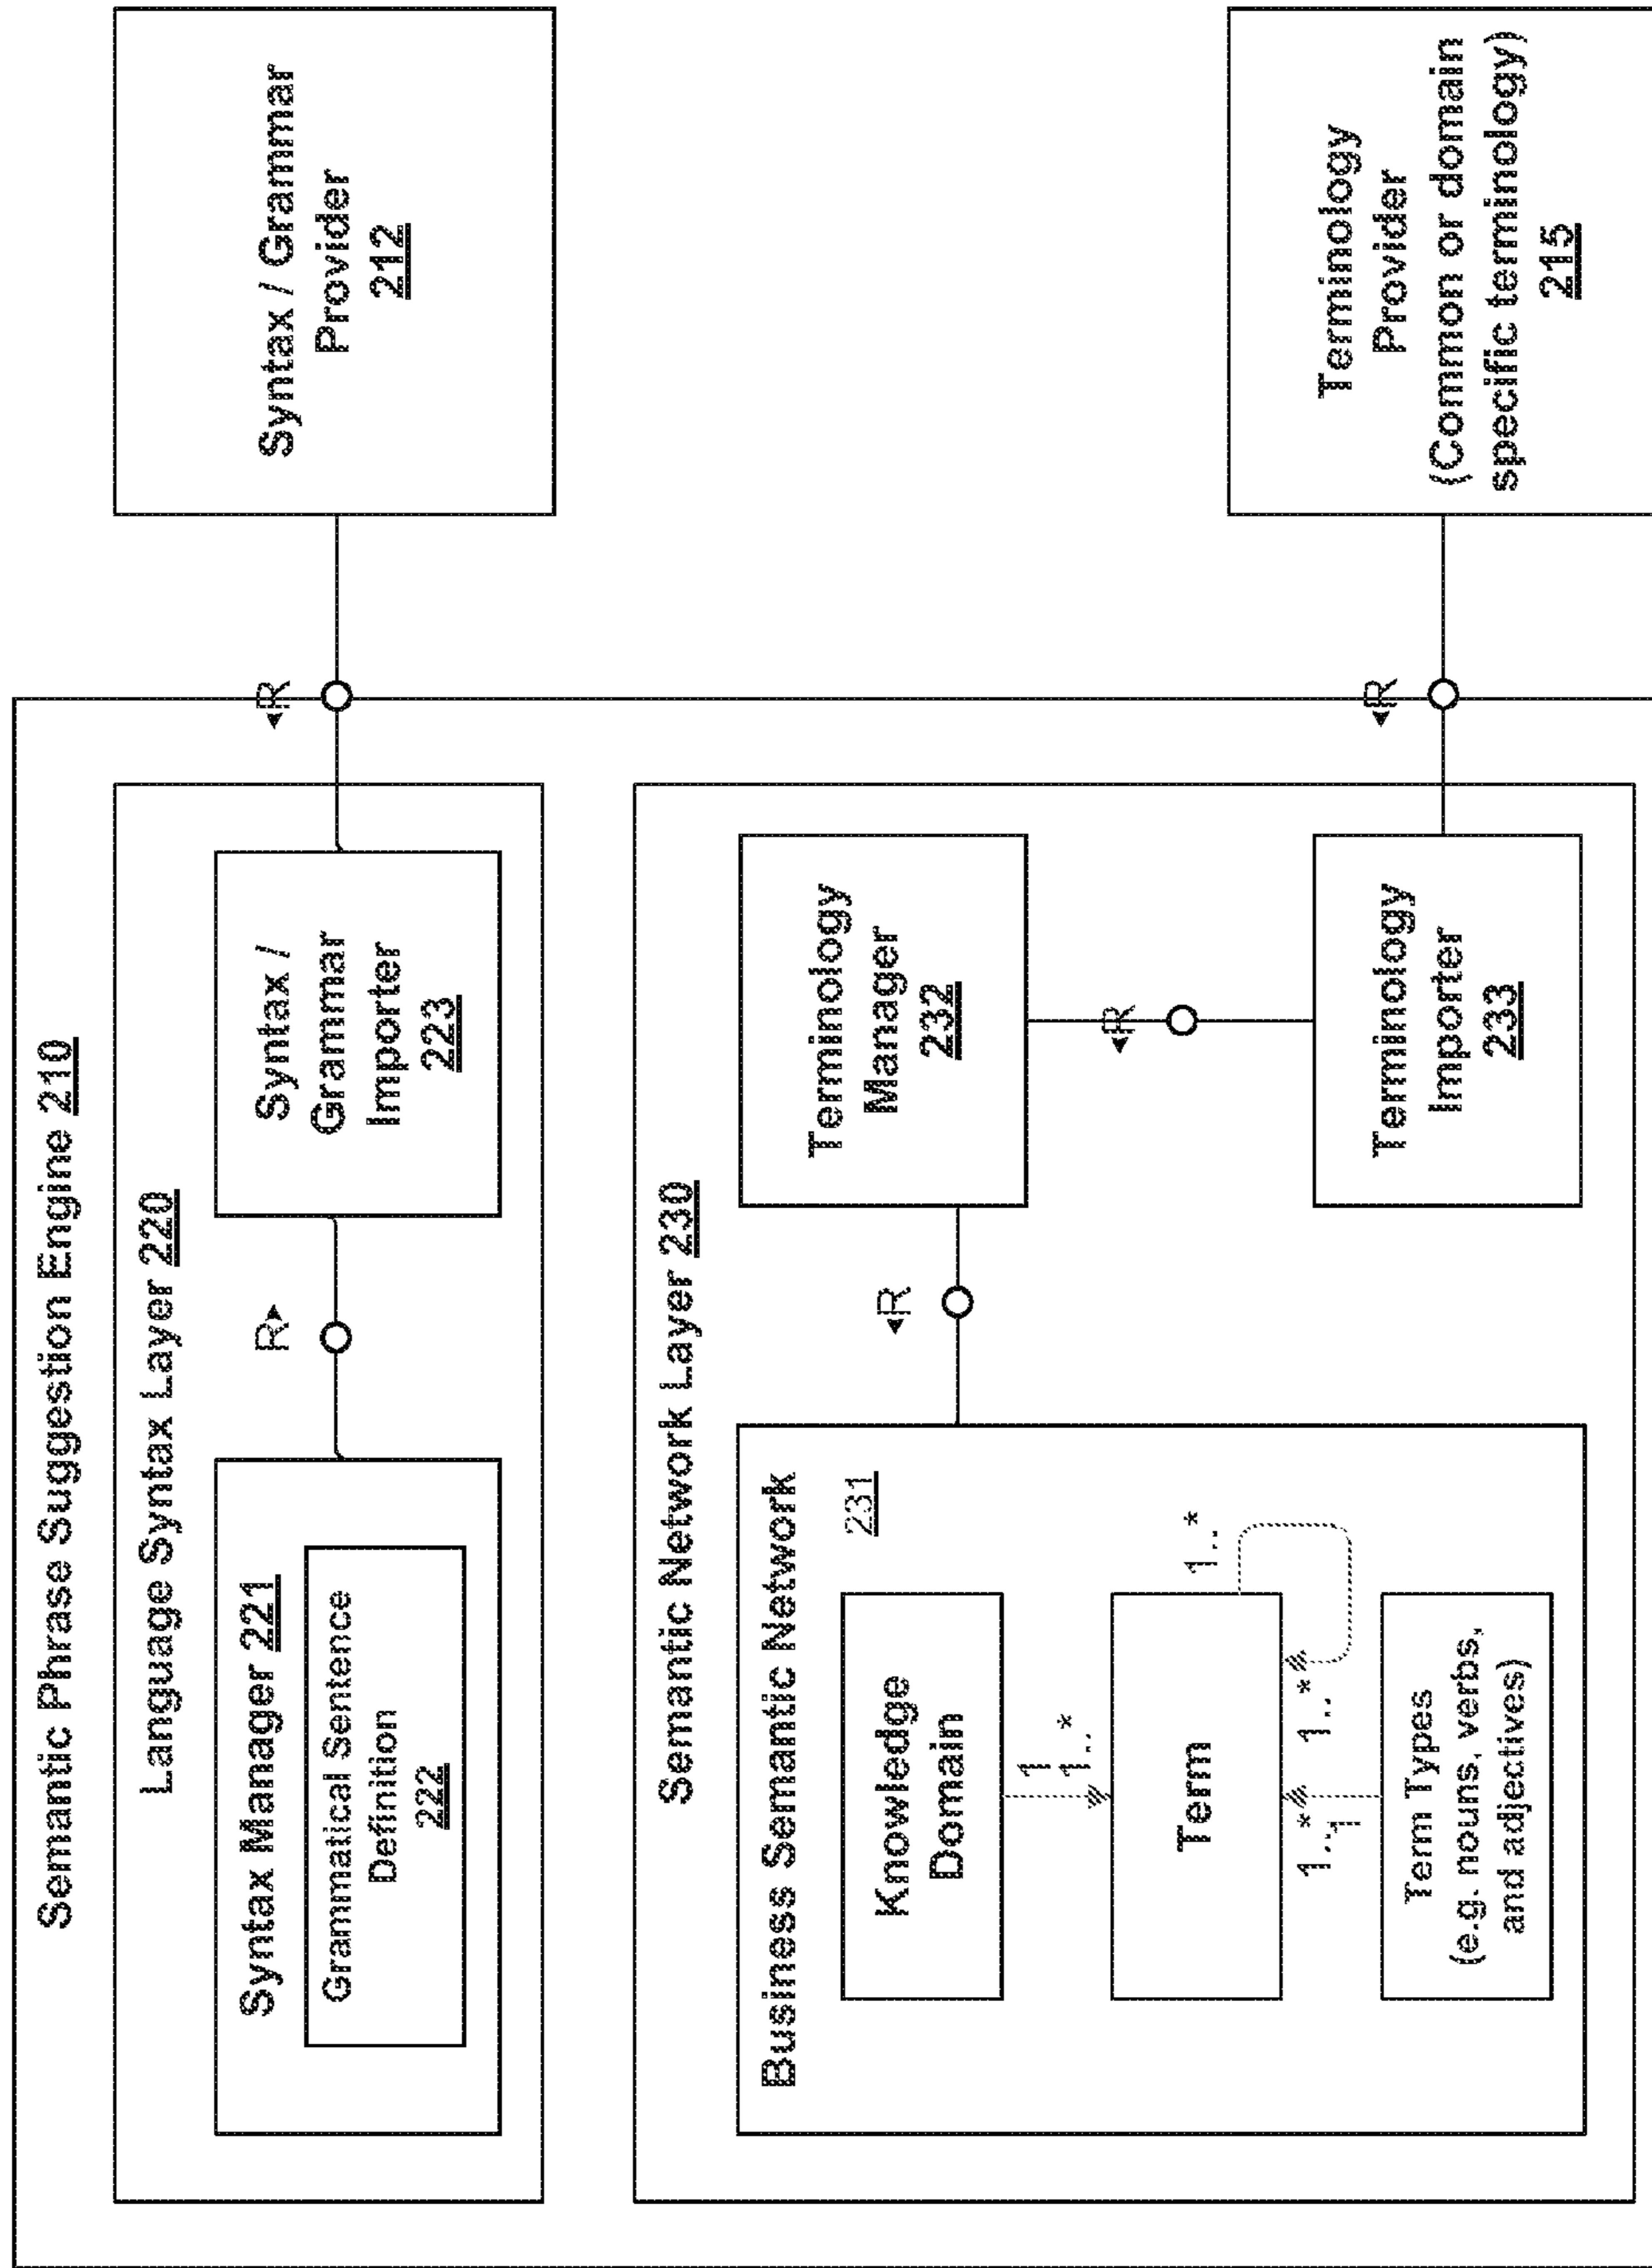 Semantic Phrase Suggestion Engine 210
Language Syntax Layer 220
Syntax Manager 221
Grammatical Sentence
Definition
222
R
Syntax /
Grammar
Importer
223
R
Syntax / Grammar
Provider
212
Semantic Network Layer 230
Business Semantic Network
231
Knowledge
Domain
1
1..*
Term
1..*
1..*
1..*
1
Term Types
(e.g. nouns, verbs,
and adjectives)
R
Terminology
Manager
232
R
Terminology
Importer
233
R
Terminology
Provider
(Common or domain
specific terminology)
215